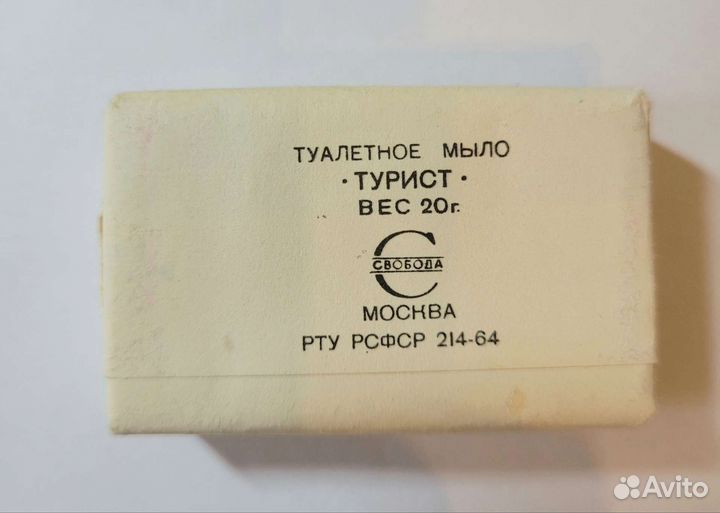 ТУАЛЕТНОЕ МЫЛО
· ТУРИСТ ·
ВЕС 20г.
С
СВОБОДА
МОСКВА
РТУ РСФСР 214-64
Avito